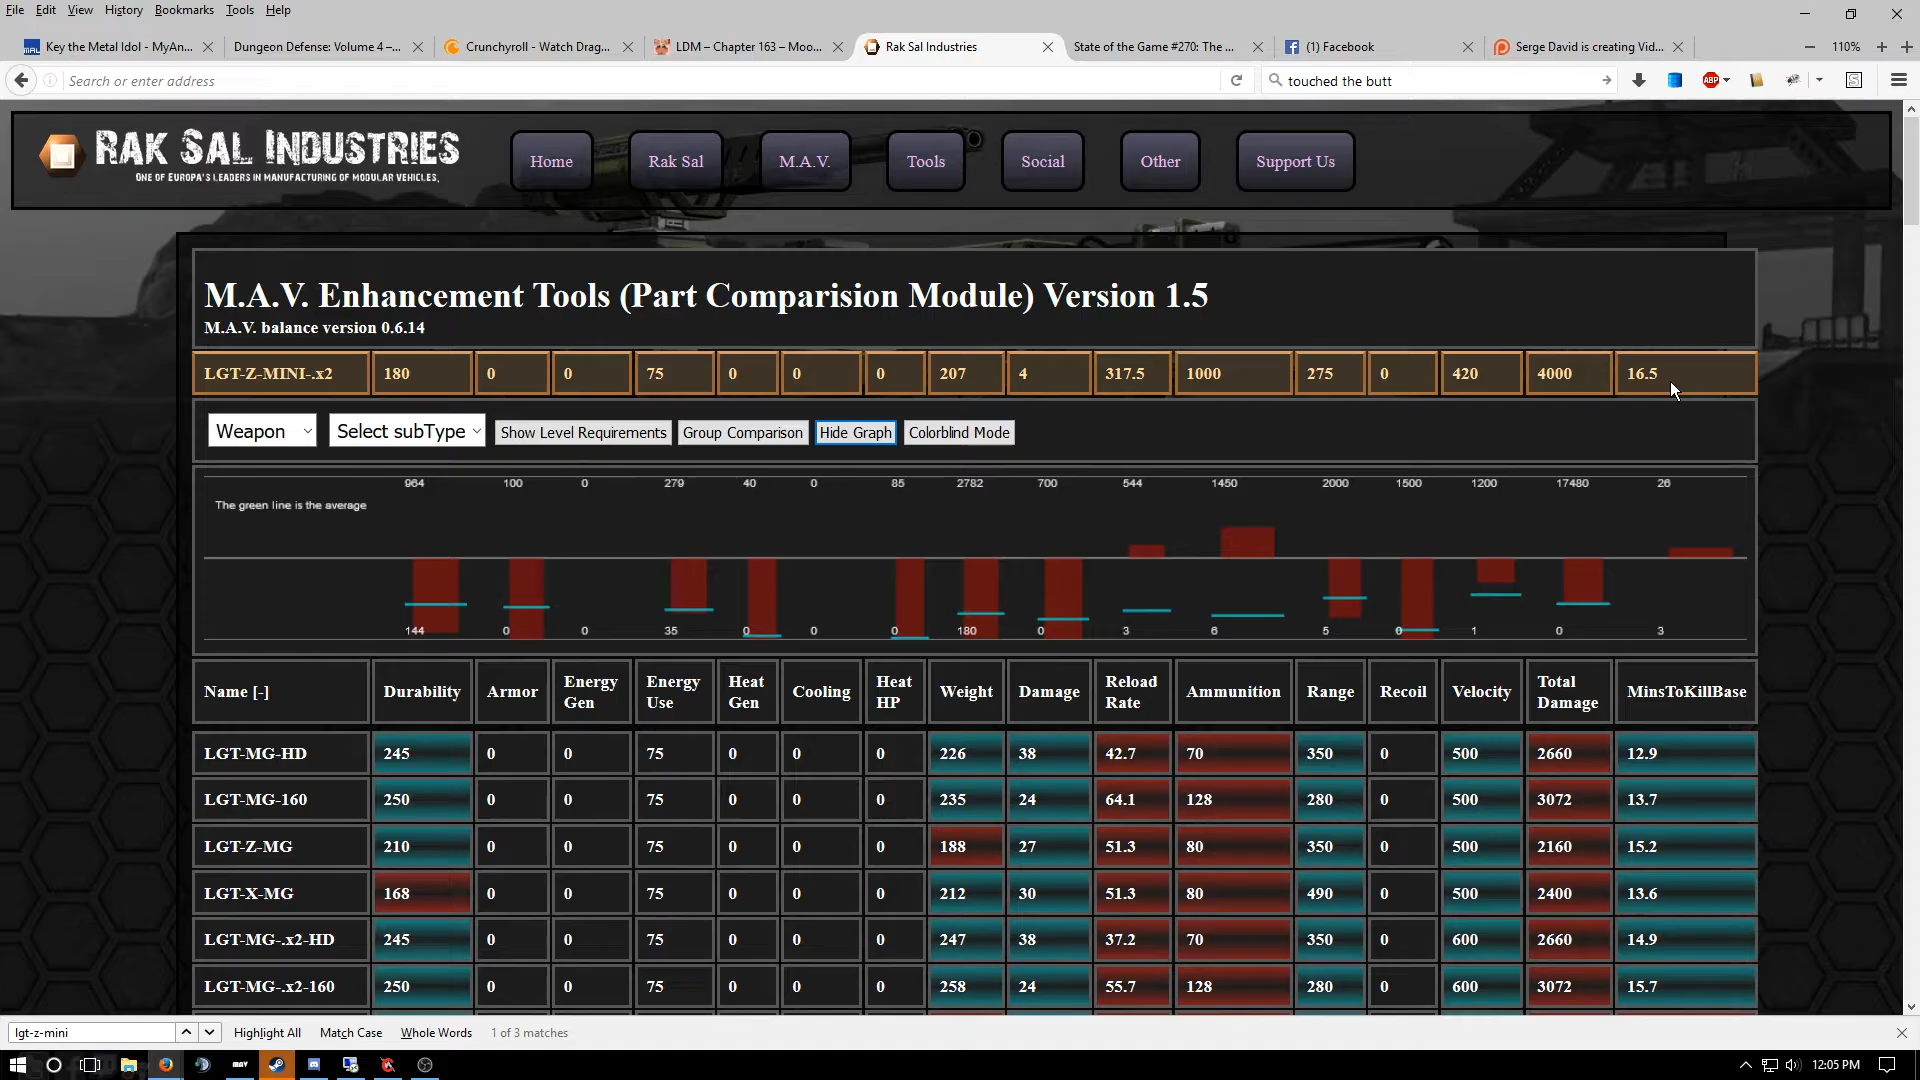 File Edit View History Bookmarks Tools Help
Key the Metal Idol - MyAn...
Dungeon Defense: Volume 4 –...
Crunchyroll - Watch Drag...
LDM – Chapter 163 – Moo...
Rak Sal Industries
State of the Game #270: The ...
(1) Facebook
Serge David is creating Vid...
110%
Search or enter address
touched the butt
RAK SAL INDUSTRIES
ONE OF EUROPA'S LEADERS IN MANUFACTURING OF MODULAR VEHICLES.
Home Rak Sal M.A.V. Tools Social Other Support Us
M.A.V. Enhancement Tools (Part Comparision Module) Version 1.5
M.A.V. balance version 0.6.14
LGT-Z-MINI-.x2 180 0 0 75 0 0 0 207 4 317.5 1000 275 0 420 4000 16.5
Weapon Select subType Show Level Requirements Group Comparison Hide Graph Colorblind Mode
964 100 0 279 40 0 85 2782 700 544 1450 2000 1500 1200 17480 26
The green line is the average
144 0 0 35 0 0 0 180 0 3 6 5 0 1 0 3
Name [-] Durability Armor Energy Gen Energy Use Heat Gen Cooling Heat HP Weight Damage Reload Rate Ammunition Range Recoil Velocity Total Damage MinsToKillBase
LGT-MG-HD 245 0 0 75 0 0 0 226 38 42.7 70 350 0 500 2660 12.9
LGT-MG-160 250 0 0 75 0 0 0 235 24 64.1 128 280 0 500 3072 13.7
LGT-Z-MG 210 0 0 75 0 0 0 188 27 51.3 80 350 0 500 2160 15.2
LGT-X-MG 168 0 0 75 0 0 0 212 30 51.3 80 490 0 500 2400 13.6
LGT-MG-.x2-HD 245 0 0 75 0 0 0 247 38 37.2 70 350 0 600 2660 14.9
LGT-MG-.x2-160 250 0 0 75 0 0 0 258 24 55.7 128 280 0 600 3072 15.7
lgt-z-mini Highlight All Match Case Whole Words 1 of 3 matches
12:05 PM